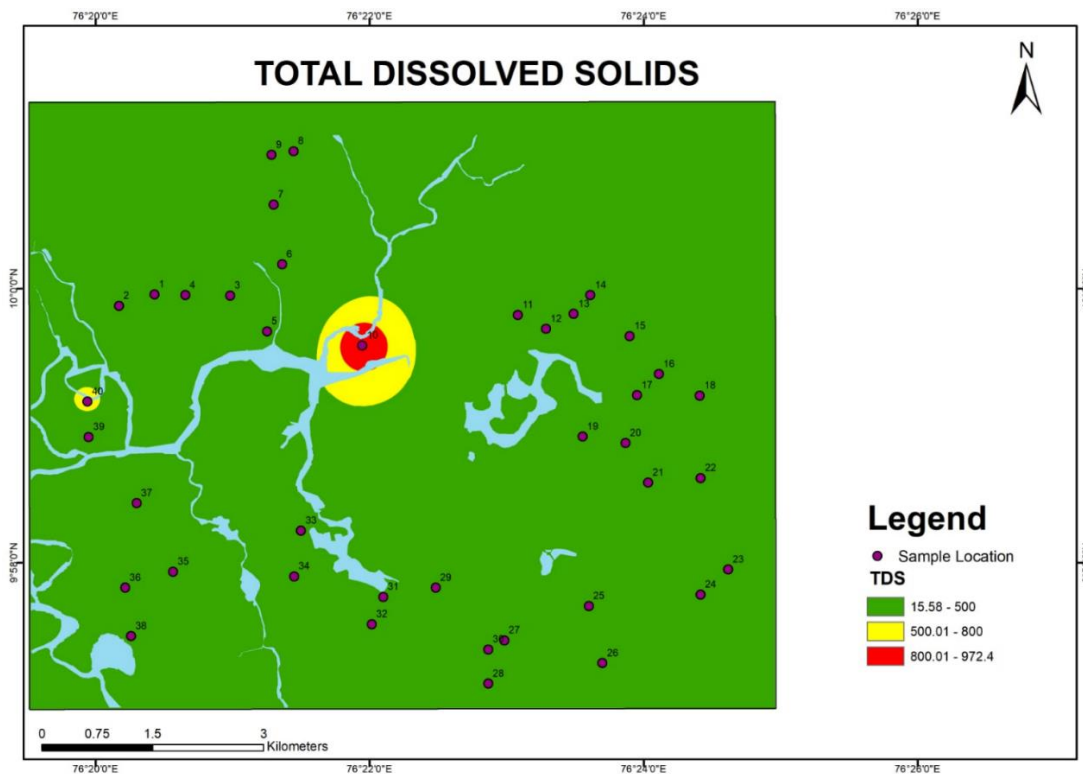 76°20'0"E 76°22'0"E 76°24'0"E 76°26'0"E
TOTAL DISSOLVED SOLIDS
N
9 8
7
6
10°0'0"N
2 1 4 3
5
10
11 12 13 14
15
16
17 18
40
39
19 20
21 22
37
33
9°58'0"N
36 35
34
31 29
32
38
23
24
25
30 27
26
28
Legend
Sample Location
TDS
15.58 - 500
500.01 - 800
800.01 - 972.4
0 0.75 1.5 3
Kilometers
76°20'0"E 76°22'0"E 76°24'0"E 76°26'0"E